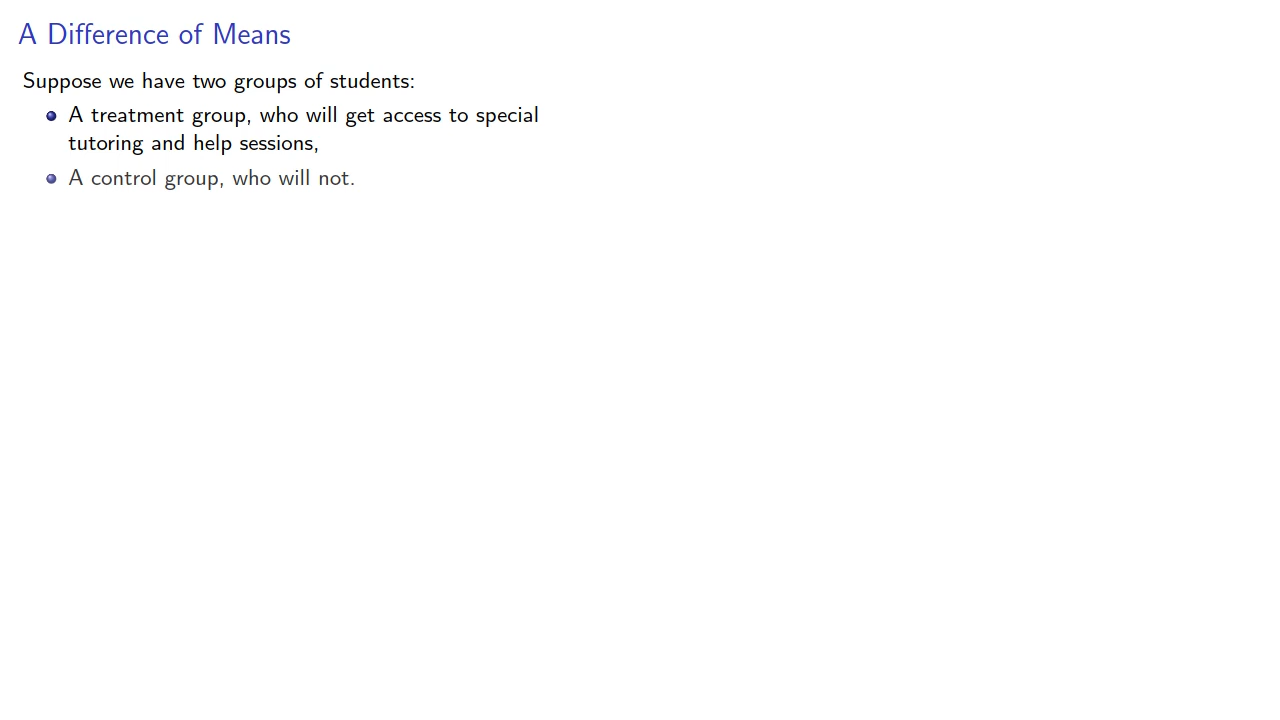 A Difference of Means
Suppose we have two groups of students:
A treatment group, who will get access to special
tutoring and help sessions,
A control group, who will not.